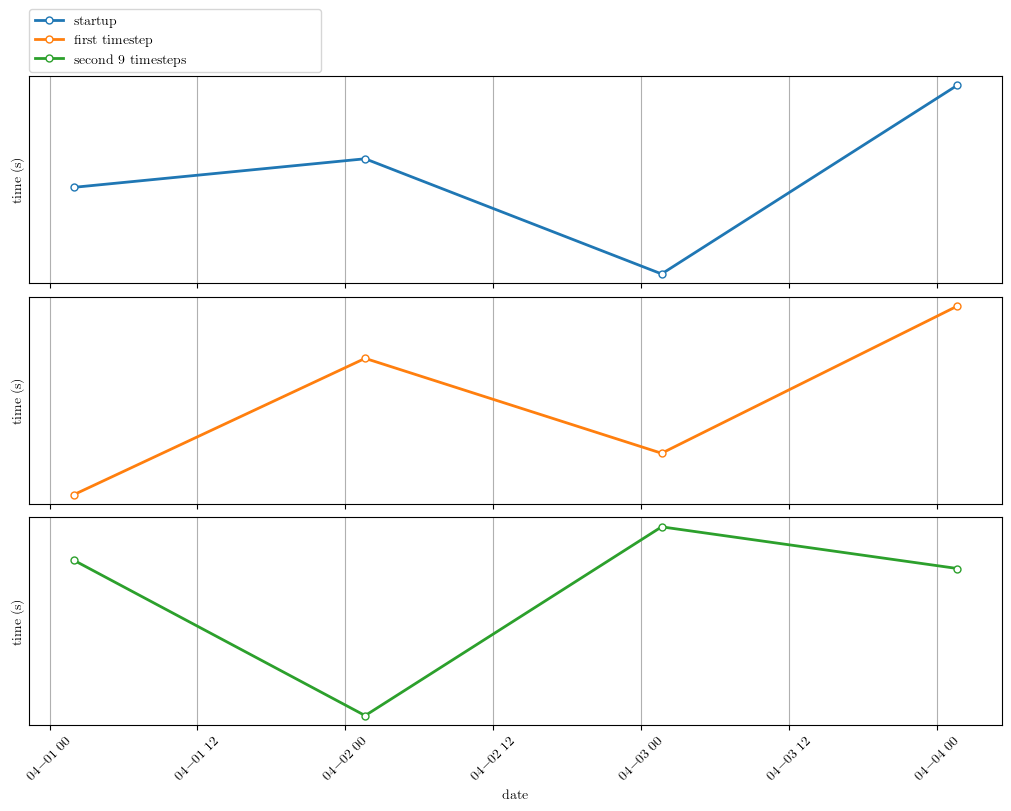 startup
first timestep
second 9 timesteps
time (s)
time (s)
time (s)
04−01 00
04−01 12
04−02 00
04−02 12
04−03 00
04−03 12
04−04 00
date